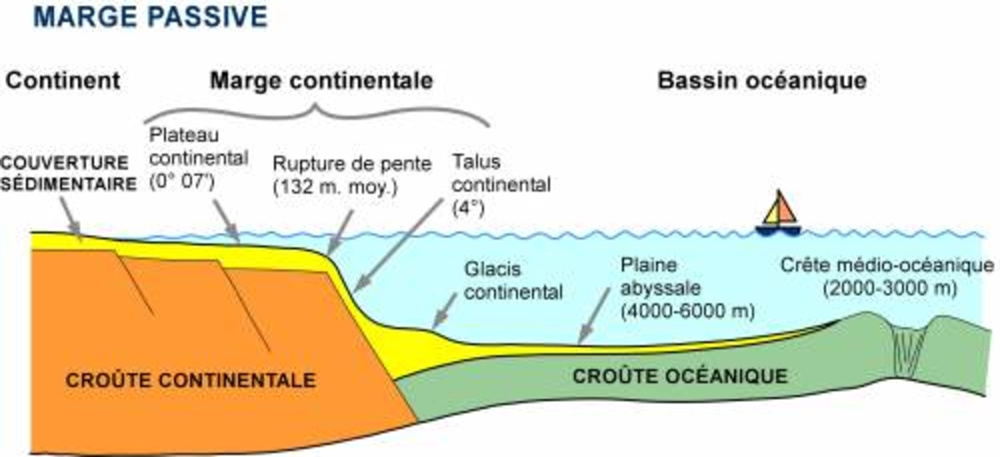 MARGE PASSIVE
Continent
Marge continentale
Bassin océanique
COUVERTURE
SÉDIMENTAIRE
Plateau
continental
(0° 07')
Rupture de pente
(132 m. moy.)
Talus
continental
(4°)
Glacis
continental
Plaine
abyssale
(4000-6000 m)
Crête médio-océanique
(2000-3000 m)
CROÛTE CONTINENTALE
CROÛTE OCÉANIQUE